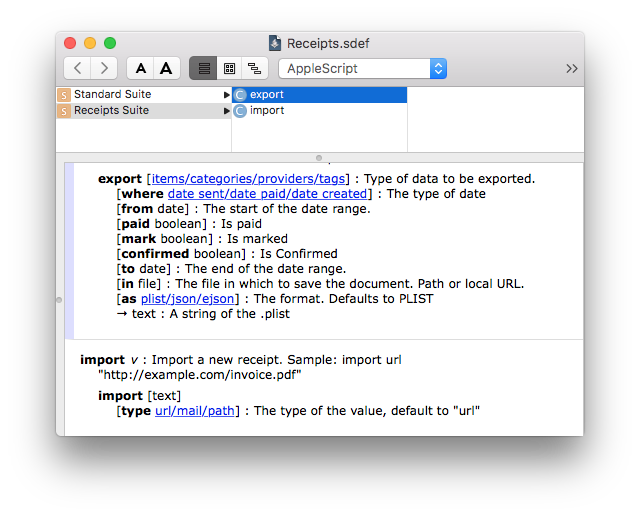 Receipts.sdef
A A AppleScript
S Standard Suite C export
S Receipts Suite C import
export [items/categories/providers/tags] : Type of data to be exported.
[where date sent/date paid/date created] : The type of date
[from date] : The start of the date range.
[paid boolean] : Is paid
[mark boolean] : Is marked
[confirmed boolean] : Is Confirmed
[to date] : The end of the date range.
[in file] : The file in which to save the document. Path or local URL.
[as plist/json/ejson] : The format. Defaults to PLIST
→ text : A string of the .plist
import v : Import a new receipt. Sample: import url
"http://example.com/invoice.pdf"
import [text]
[type url/mail/path] : The type of the value, default to "url"